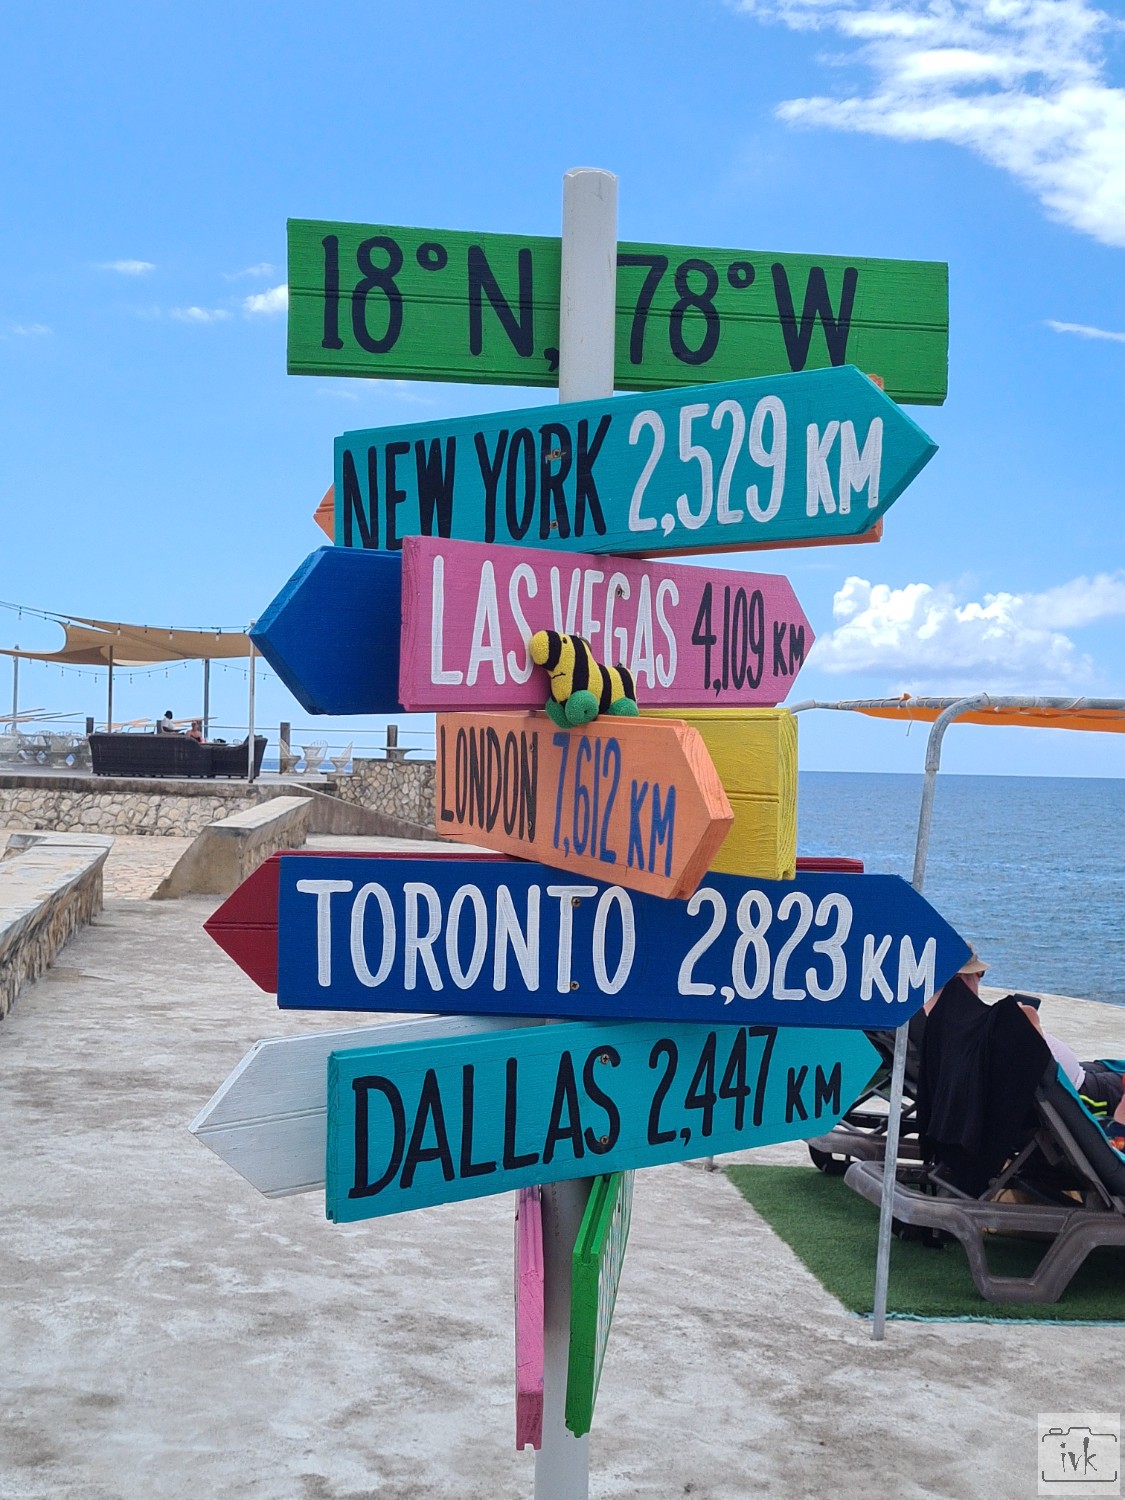 18° N, 78° W
NEW YORK 2,529 KM
LAS VEGAS 4,109 KM
LONDON 7,612 KM
TORONTO 2,823 KM
DALLAS 2,447 KM
ivk